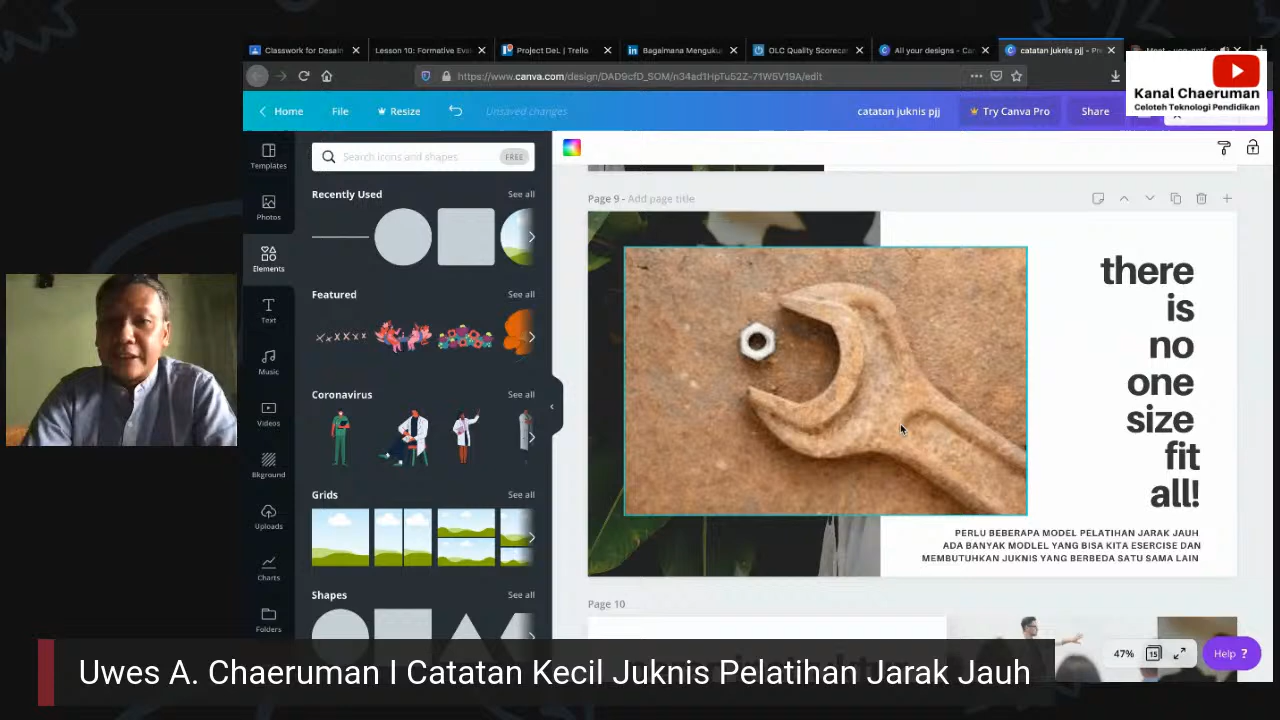 Classwork for Desain
Lesson 10: Formative Eva
Project DeL | Trello
Bagaimana Mengukur
OLC Quality Scorecar
All your designs - Can
catatan juknis pjj - Pre
https://www.canva.com/design/DAD9cfD_SOM/n34ad1HpTu52Z-71W5V19A/edit
Kanal Chaeruman
Celoteh Teknologi Pendidikan
Home
File
Resize
Unsaved changes
catatan juknis pjj
Try Canva Pro
Share
Templates
Photos
Elements
Text
Music
Videos
Bkground
Uploads
Charts
Folders
Search icons and shapes
FREE
Recently Used
See all
Featured
See all
Coronavirus
See all
Grids
See all
Shapes
See all
Page 9 - Add page title
there
is
no
one
size
fit
all!
PERLU BEBERAPA MODEL PELATIHAN JARAK JAUH
ADA BANYAK MODLEL YANG BISA KITA ESERCISE DAN
MEMBUTUHKAN JUKNIS YANG BERBEDA SATU SAMA LAIN
Page 10
47%
15
Help ?
Uwes A. Chaeruman I Catatan Kecil Juknis Pelatihan Jarak Jauh